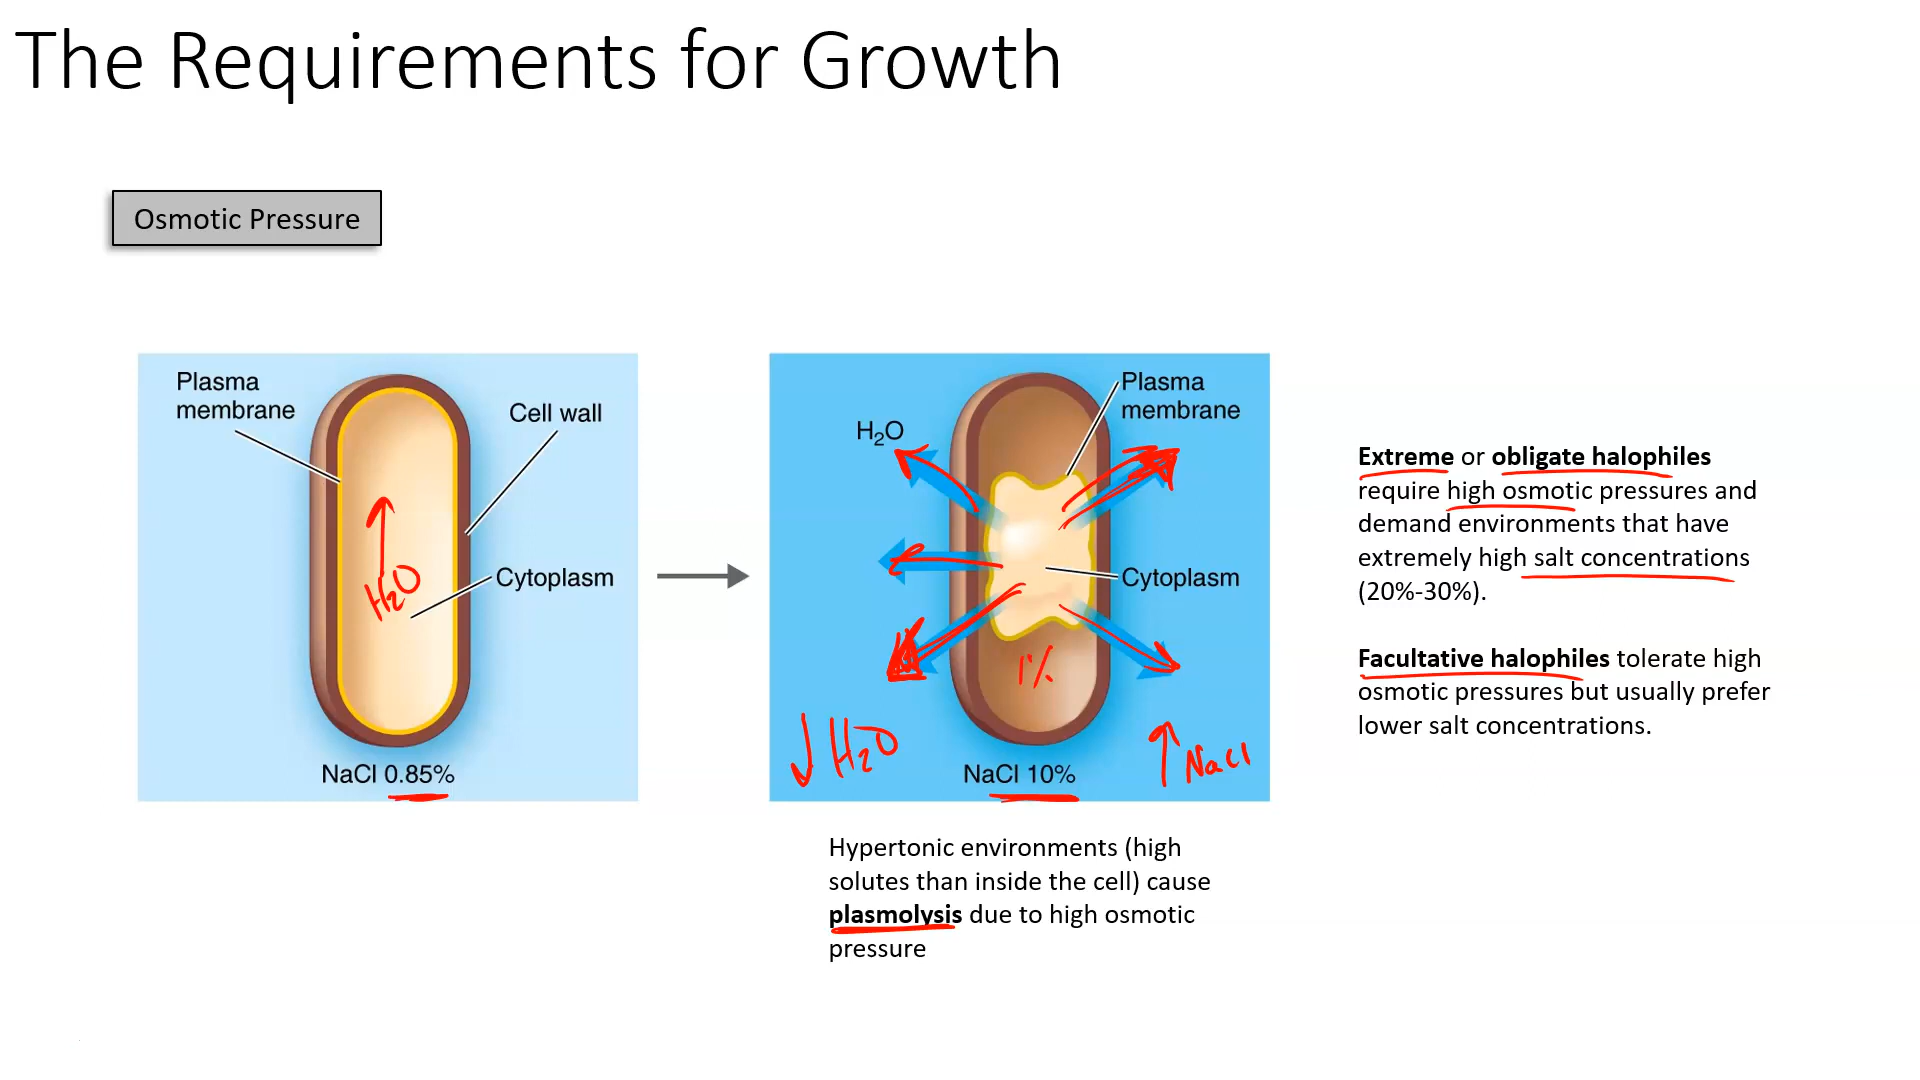 The Requirements for Growth
Osmotic Pressure
Plasma
membrane
Cell wall
Cytoplasm
H2O
NaCl 0.85%
H₂O
Plasma
membrane
Cytoplasm
1%
↓ H2O
NaCl 10%
↑ NaCl
Hypertonic environments (high
solutes than inside the cell) cause
plasmolysis due to high osmotic
pressure
Extreme or obligate halophiles
require high osmotic pressures and
demand environments that have
extremely high salt concentrations
(20%-30%).
Facultative halophiles tolerate high
osmotic pressures but usually prefer
lower salt concentrations.